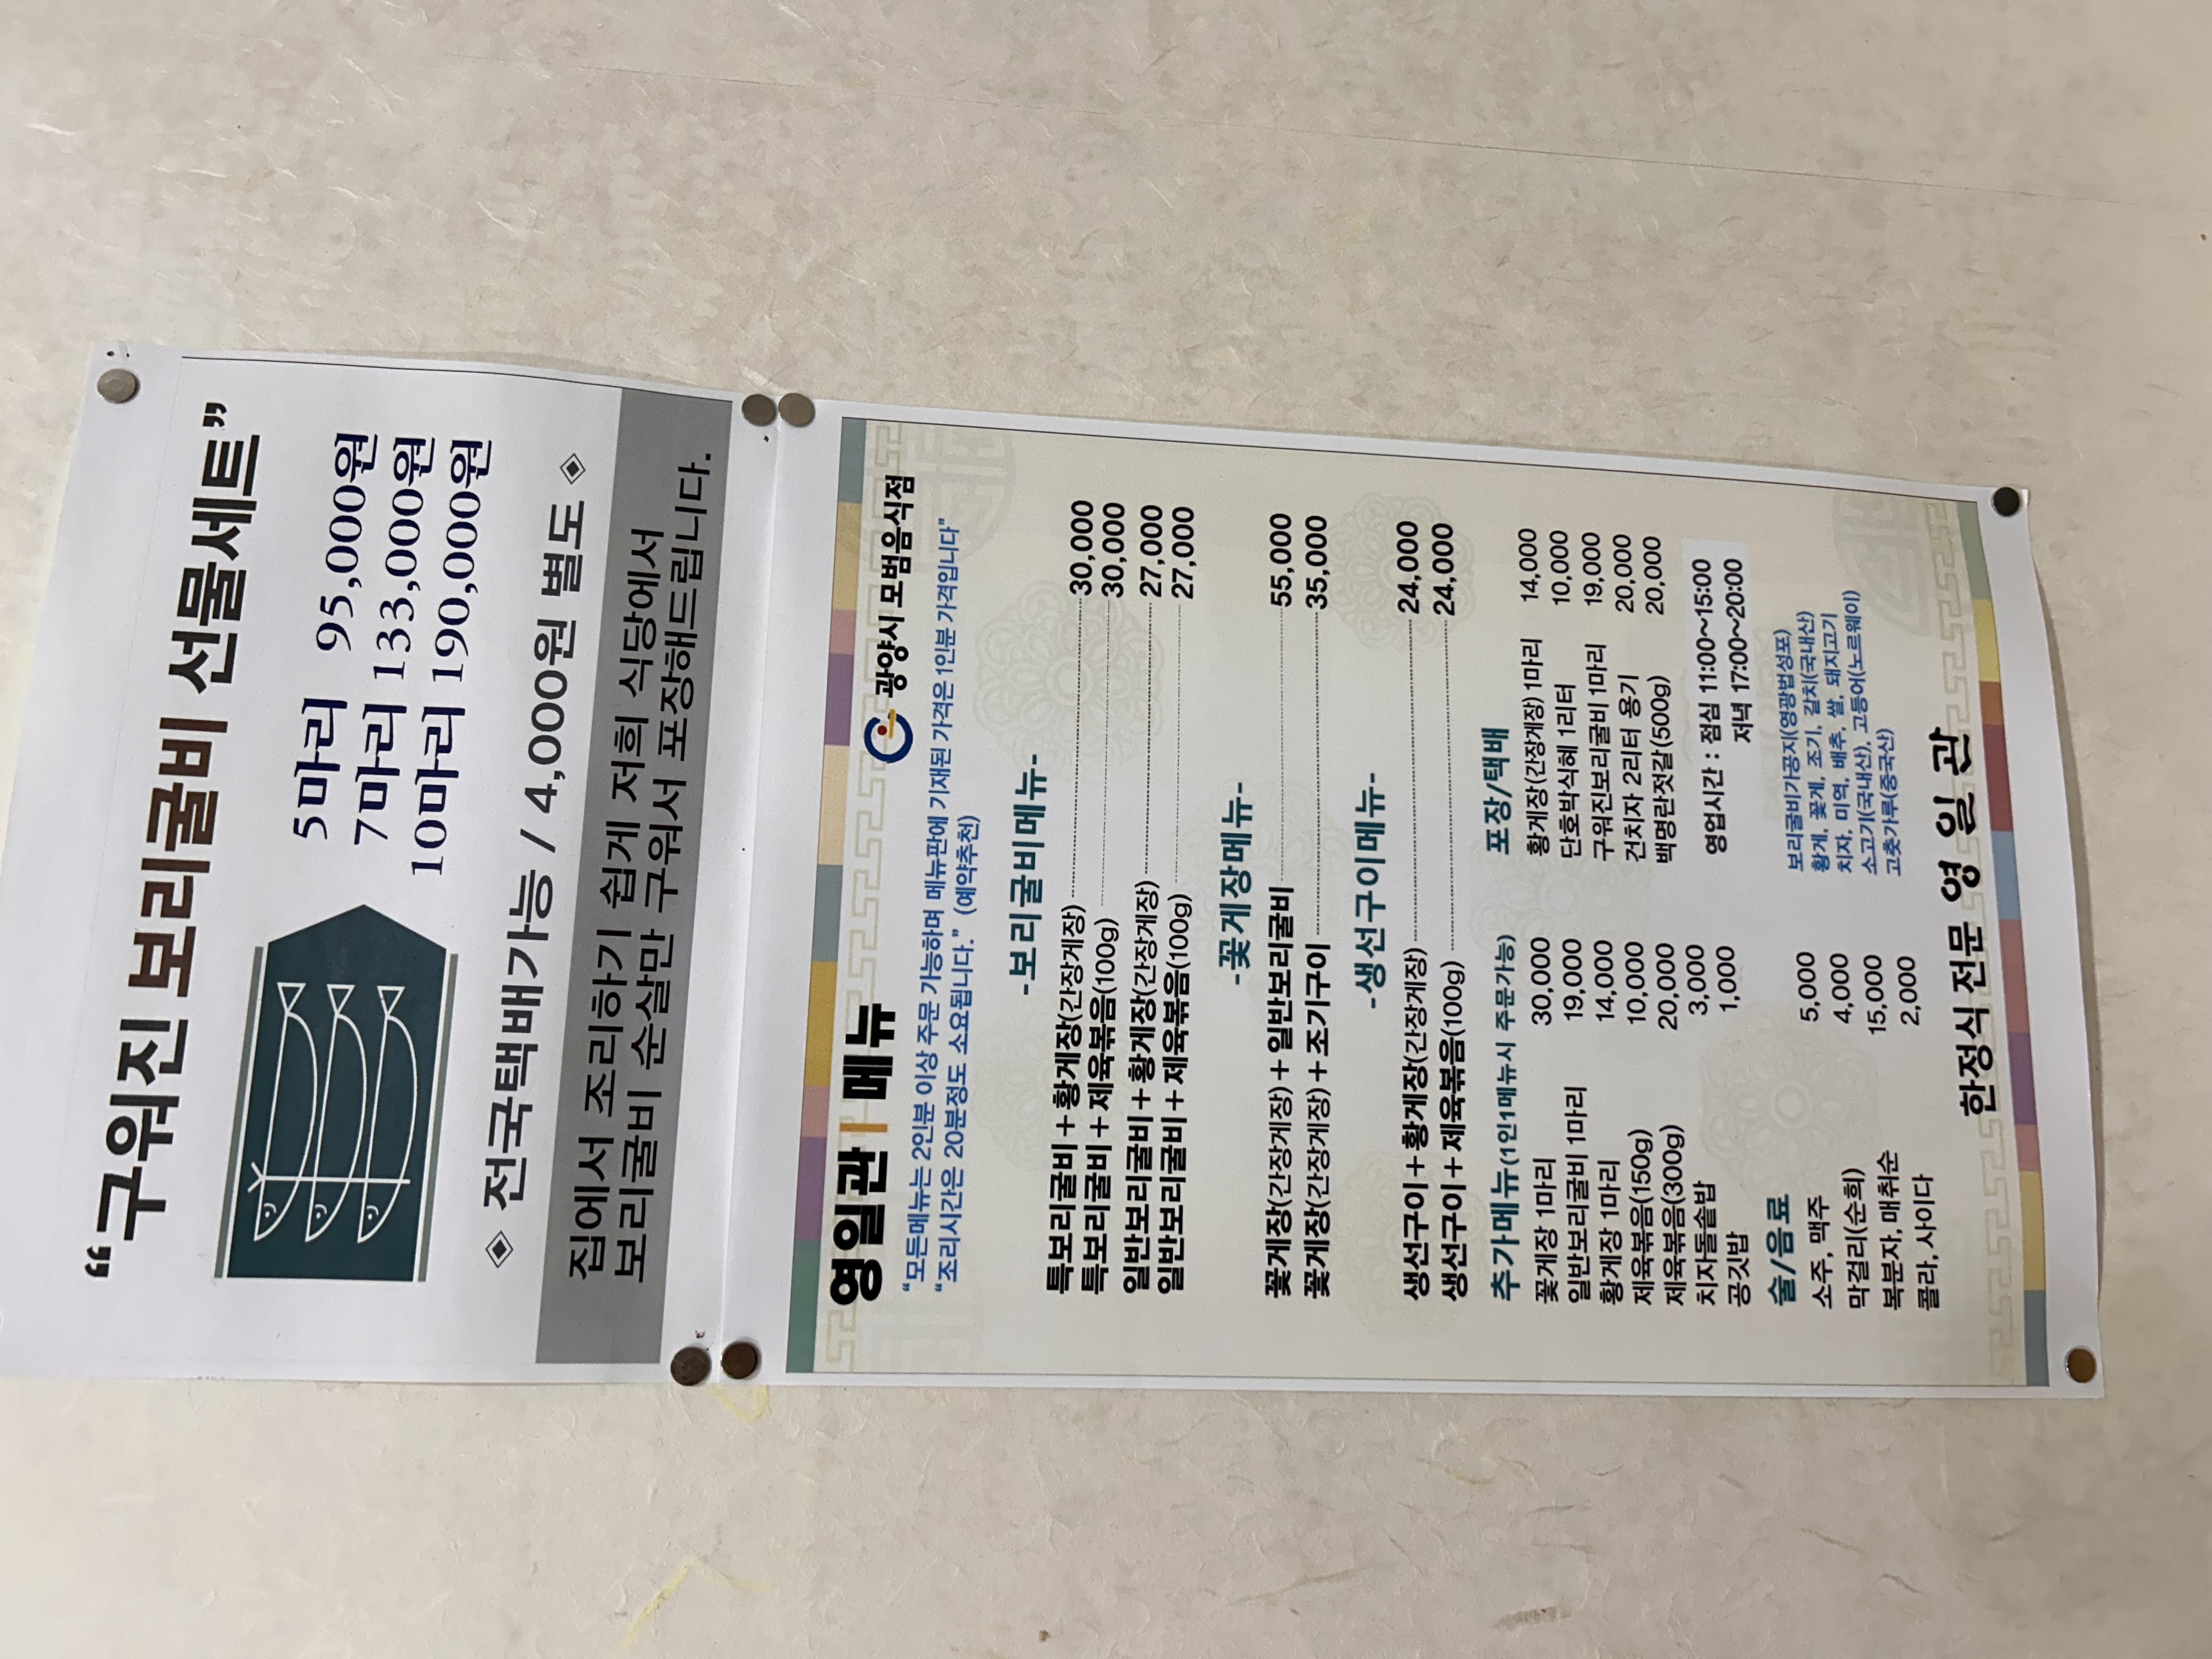 “구워진 보리굴비 선물세트”
5마리 95,000원
7마리 133,000원
10마리 190,000원
◈ 전국택배가능 / 4,000원 별도 ◈
집에서 조리하기 쉽게 저희 식당에서
보리굴비 순살만 구워서 포장해드립니다.
영일관 | 메뉴
광양시 모범음식점
“모든메뉴는 2인분 이상 주문 가능하며 메뉴판에 기재된 가격은 1인분 가격입니다”
“조리시간은 20분정도 소요됩니다.” (예약추천)
-보리굴비메뉴-
특보리굴비 + 황게장(간장게장) 30,000
특보리굴비 + 제육볶음(100g) 30,000
일반보리굴비 + 황게장(간장게장) 27,000
일반보리굴비 + 제육볶음(100g) 27,000
-꽃게장메뉴-
꽃게장(간장게장) + 일반보리굴비 55,000
꽃게장(간장게장) + 조기구이 35,000
-생선구이메뉴-
생선구이 + 황게장(간장게장) 24,000
생선구이 + 제육볶음(100g) 24,000
추가메뉴(1인1메뉴시 주문가능)
꽃게장 1마리 30,000
일반보리굴비 1마리 19,000
황게장 1마리 14,000
제육볶음(150g) 10,000
제육볶음(300g) 20,000
치자돌솥밥 3,000
공깃밥 1,000
술/음료
소주, 맥주 5,000
막걸리(순희) 4,000
복분자, 매취순 15,000
콜라, 사이다 2,000
포장/택배
황게장(간장게장) 1마리 14,000
단호박식혜 1리터 10,000
구워진보리굴비 1마리 19,000
건치자 2리터 용기 20,000
백명란젓갈(500g) 20,000
영업시간 : 점심 11:00~15:00
저녁 17:00~20:00
보리굴비가공지(영광법성포)
황게, 꽃게, 조기, 갈치(국내산)
치자, 미역, 배추, 쌀, 돼지고기
소고기(국내산), 고등어(노르웨이)
고춧가루(중국산)
한정식 전문 영일관